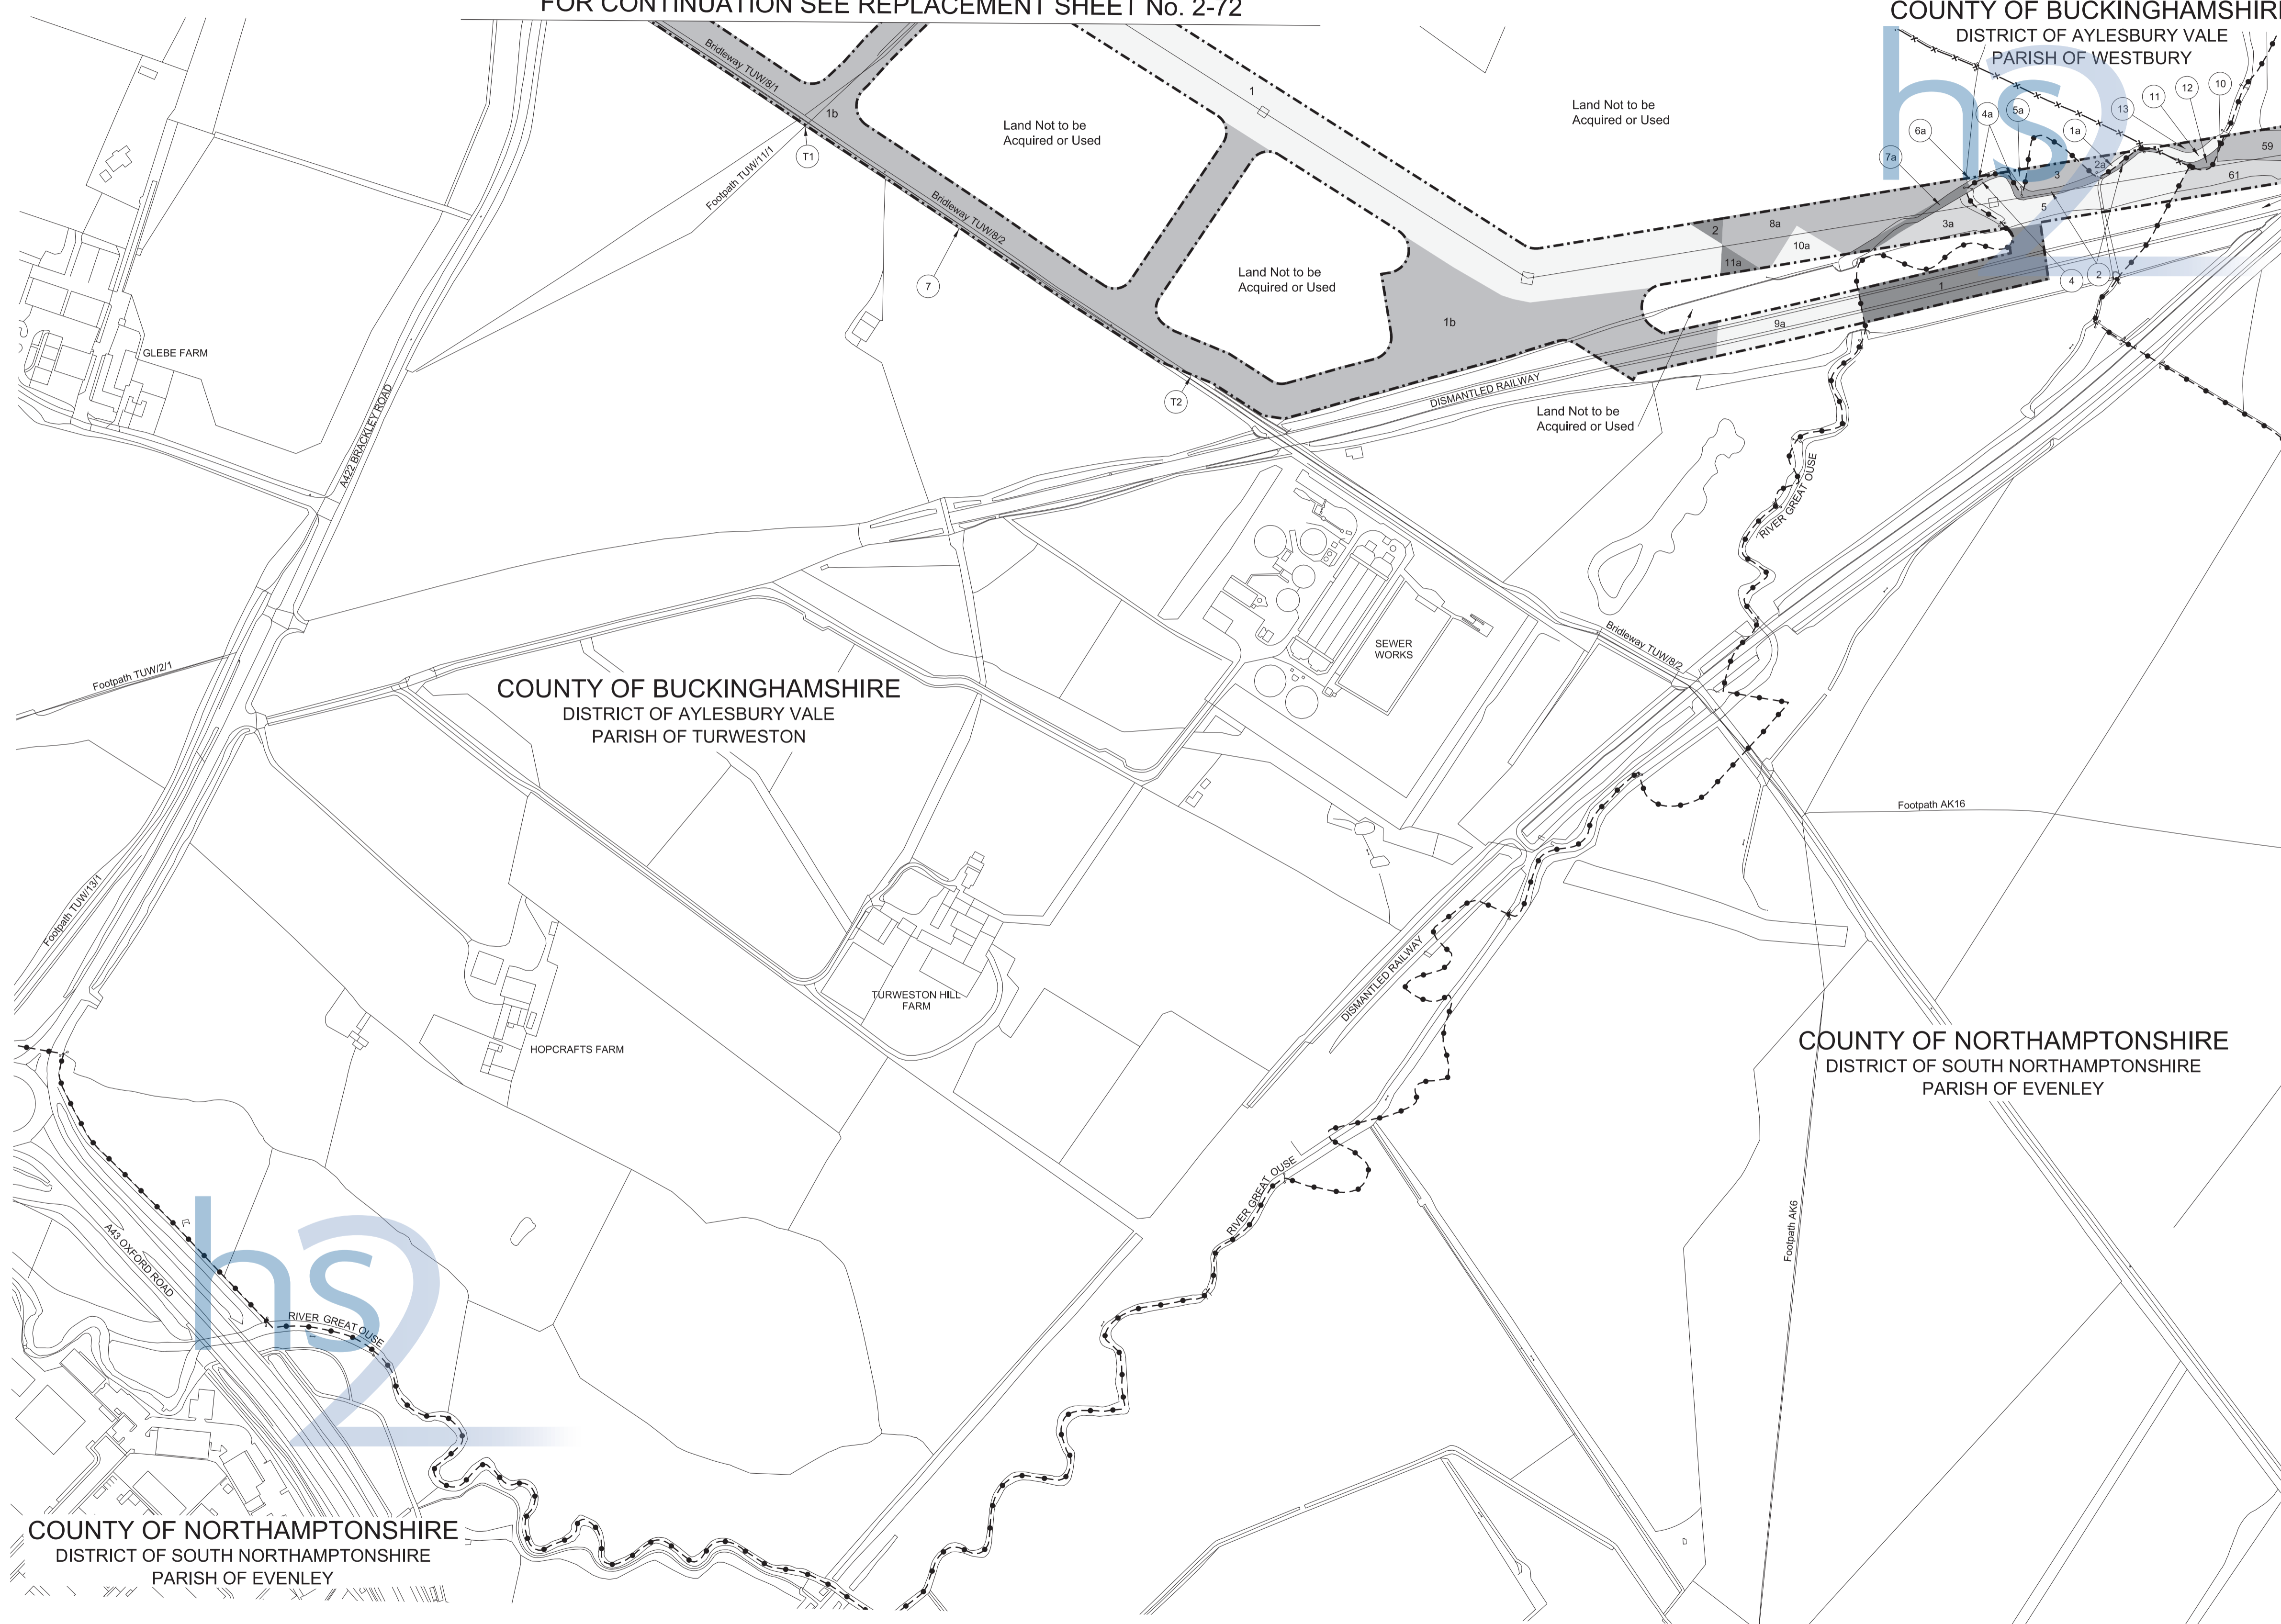 FOR CONTINUATION SEE REPLACEMENT SHEET No. 2-72
COUNTY OF BUCKINGHAMSHIRE
DISTRICT OF AYLESBURY VALE
PARISH OF WESTBURY
hs2
Bridleway TUW/8/1
1b
T1
Footpath TUW/11/1
Land Not to be
Acquired or Used
1
Land Not to be
Acquired or Used
10
12
11
13
5a
4a
1a
6a
7a
2a
3
59
61
5
Bridleway TUW/8/2
7
Land Not to be
Acquired or Used
2
8a
3a
10a
11a
4
2
1
1b
9a
GLEBE FARM
A422 BRACKLEY ROAD
T2
DISMANTLED RAILWAY
Land Not to be
Acquired or Used
RIVER GREAT OUSE
SEWER
WORKS
Bridleway TUW/8/2
Footpath TUW/2/1
COUNTY OF BUCKINGHAMSHIRE
DISTRICT OF AYLESBURY VALE
PARISH OF TURWESTON
Footpath AK16
Footpath TUW/13/1
DISMANTLED RAILWAY
TURWESTON HILL
FARM
HOPCRAFTS FARM
COUNTY OF NORTHAMPTONSHIRE
DISTRICT OF SOUTH NORTHAMPTONSHIRE
PARISH OF EVENLEY
RIVER GREAT OUSE
Footpath AK6
A43 OXFORD ROAD
hs2
RIVER GREAT OUSE
COUNTY OF NORTHAMPTONSHIRE
DISTRICT OF SOUTH NORTHAMPTONSHIRE
PARISH OF EVENLEY